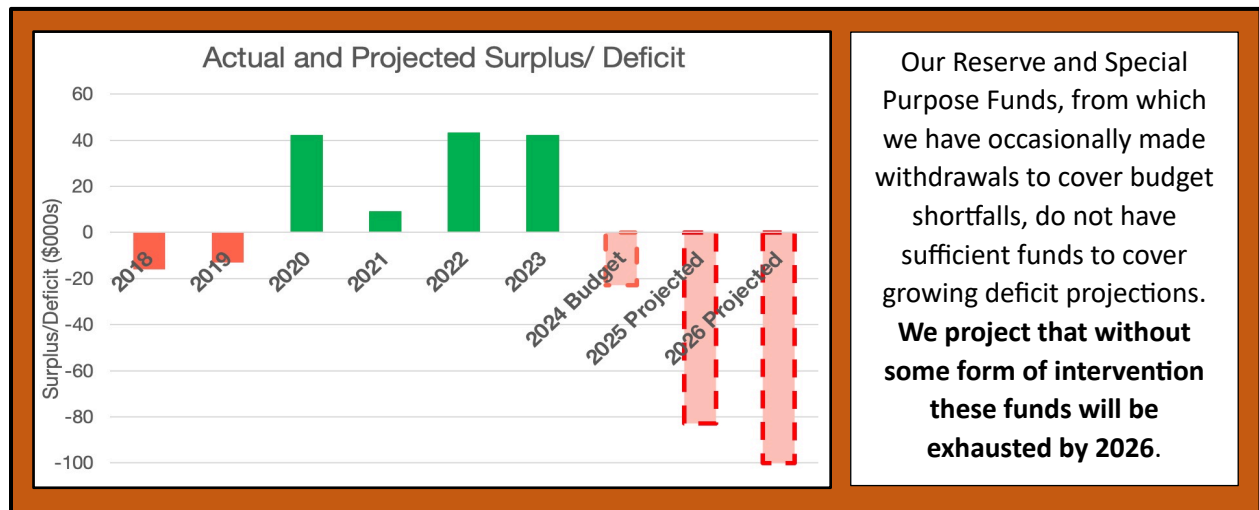 Actual and Projected Surplus/ Deficit
Surplus/Deficit ($000s)
60
40
20
0
-20
-40
-60
-80
-100
2018
2019
2020
2021
2022
2023
2024 Budget
2025 Projected
2026 Projected
Our Reserve and Special
Purpose Funds, from which
we have occasionally made
withdrawals to cover budget
shortfalls, do not have
sufficient funds to cover
growing deficit projections.
We project that without
some form of intervention
these funds will be
exhausted by 2026.